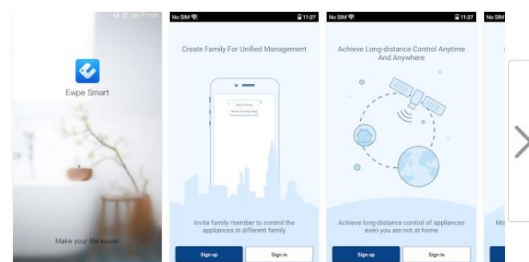 11:27
Ewpe Smart
Make your life easier
No SIM
11:27
Create Family For Unified Management
Invite family member to control the
appliances in different family
Sign up
Sign in
No SIM
11:27
Achieve Long-distance Control Anytime
And Anywhere
Achieve long-distance control of appliances
even you are not at home
Sign up
Sign in
No SIM